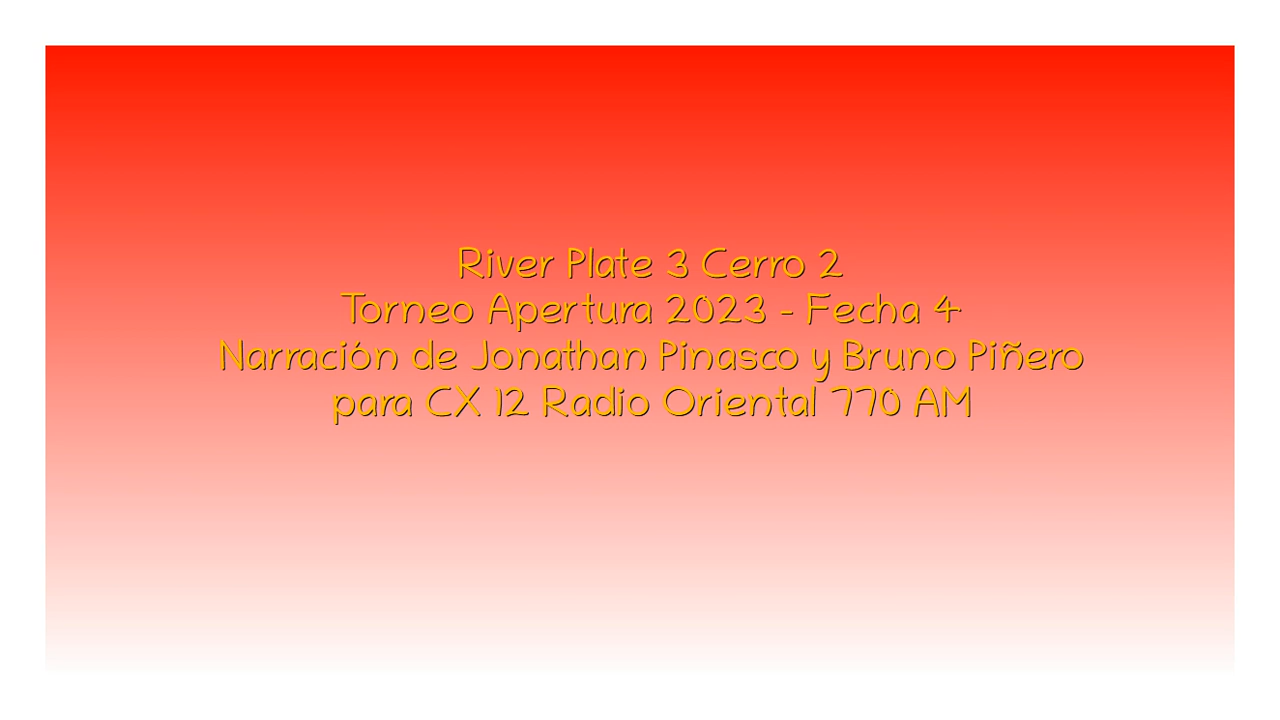 River Plate 3 Cerro 2
Torneo Apertura 2023 - Fecha 4
Narración de Jonathan Pinasco y Bruno Piñero
para CX 12 Radio Oriental 770 AM